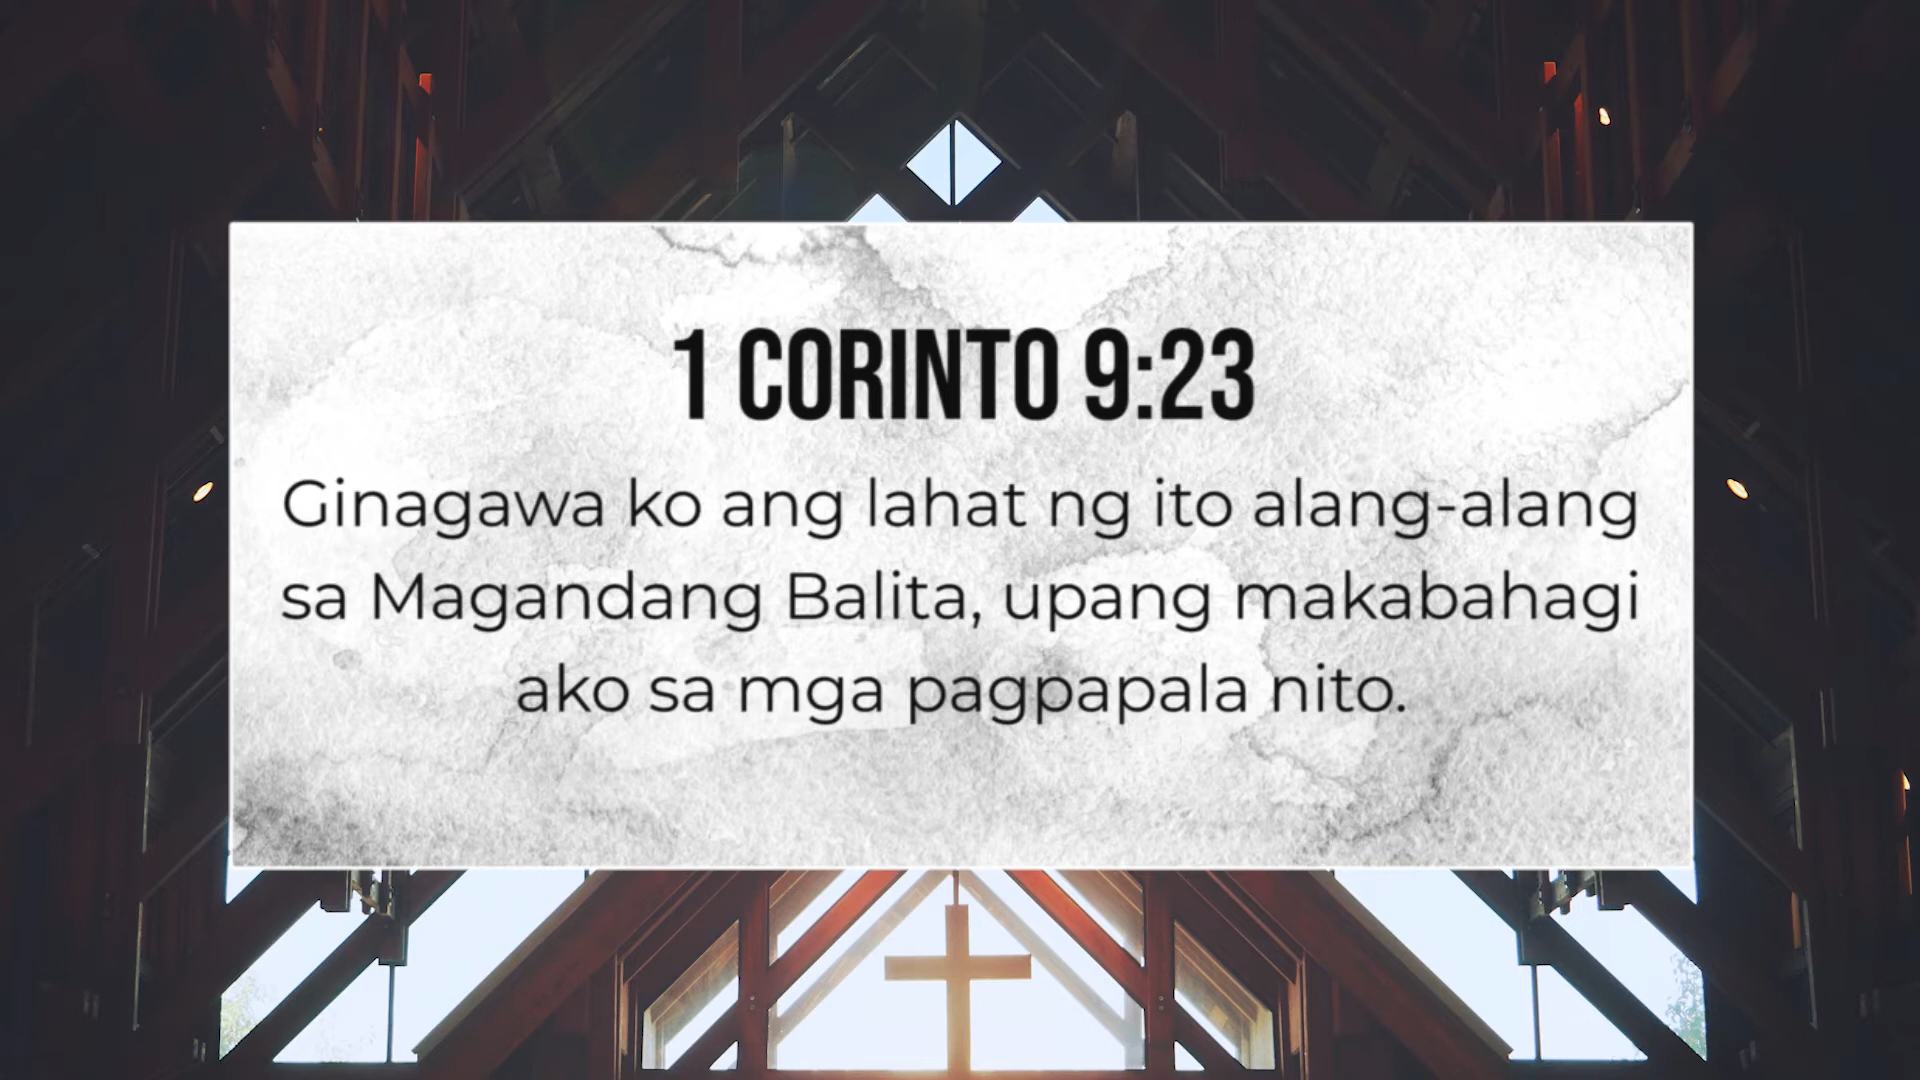 1 CORINTO 9:23
Ginagawa ko ang lahat ng ito alang-alang
sa Magandang Balita, upang makabahagi
ako sa mga pagpapala nito.